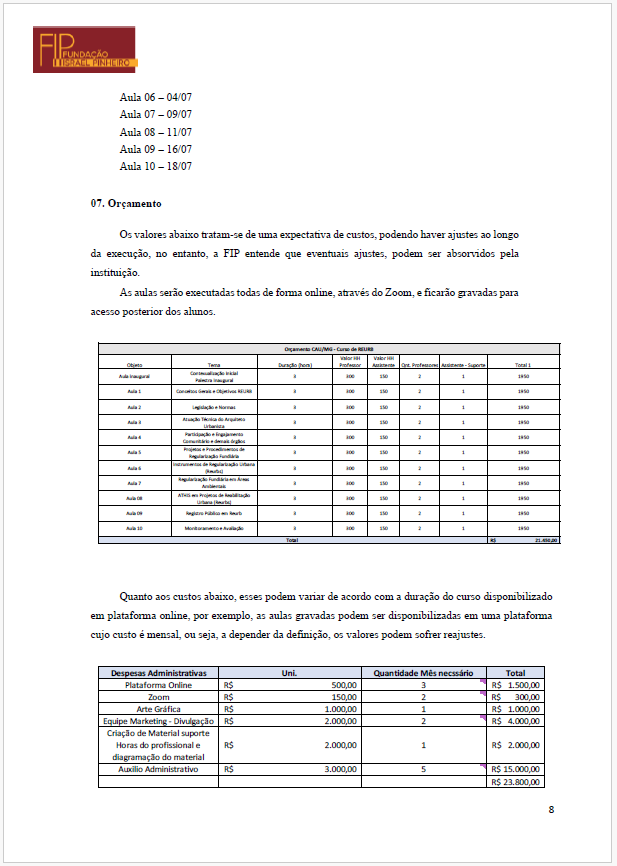 FIP
FUNDAÇÃO
ISRAEL PINHEIRO
Aula 06 – 04/07
Aula 07 – 09/07
Aula 08 – 11/07
Aula 09 – 16/07
Aula 10 – 18/07
07. Orçamento
Os valores abaixo tratam-se de uma expectativa de custos, podendo haver ajustes ao longo
da execução, no entanto, a FIP entende que eventuais ajustes, podem ser absorvidos pela
instituição.
As aulas serão executadas todas de forma online, através do Zoom, e ficarão gravadas para
acesso posterior dos alunos.
Orçamento CAU/MG - Curso de REURB
Objeto Tema Duração (hora) Valor HH Professor Valor HH Assistente Qnt. Professores Assistente - Suporte Total 1
Aula Inaugural Contextualização Inicial Palestra Inaugural 3 300 150 2 1 1950
Aula 1 Conceitos Gerais e Objetivos REURB 3 300 150 2 1 1950
Aula 2 Legislação e Normas 3 300 150 2 1 1950
Aula 3 Atuação Técnica do Arquiteto Urbanista 3 300 150 2 1 1950
Aula 4 Participação e Engajamento Comunitário e demais órgãos 3 300 150 2 1 1950
Aula 5 Projetos e Procedimentos de Regularização Fundiária 3 300 150 2 1 1950
Aula 6 Instrumentos de Regularização Urbana (Reurbs) 3 300 150 2 1 1950
Aula 7 Regularização Fundiária em Áreas Ambientais 3 300 150 2 1 1950
Aula 08 ATHIS em Projetos de Reabilitação Urbana (Reurbs) 3 300 150 2 1 1950
Aula 09 Registro Público em Reurb 3 300 150 2 1 1950
Aula 10 Monitoramento e Avaliação 3 300 150 2 1 1950
Total R$ 21.450,00
Quanto aos custos abaixo, esses podem variar de acordo com a duração do curso disponibilizado
em plataforma online, por exemplo, as aulas gravadas podem ser disponibilizadas em uma plataforma
cujo custo é mensal, ou seja, a depender da definição, os valores podem sofrer reajustes.
Despesas Administrativas Uni. Quantidade Mês necssário Total
Plataforma Online R$ 500,00 3 R$ 1.500,00
Zoom R$ 150,00 2 R$ 300,00
Arte Gráfica R$ 1.000,00 1 R$ 1.000,00
Equipe Marketing - Divulgação R$ 2.000,00 2 R$ 4.000,00
Criação de Material suporte
Horas do profissional e R$ 2.000,00 1 R$ 2.000,00
diagramação do material
Auxilio Administrativo R$ 3.000,00 5 R$ 15.000,00
R$ 23.800,00
8